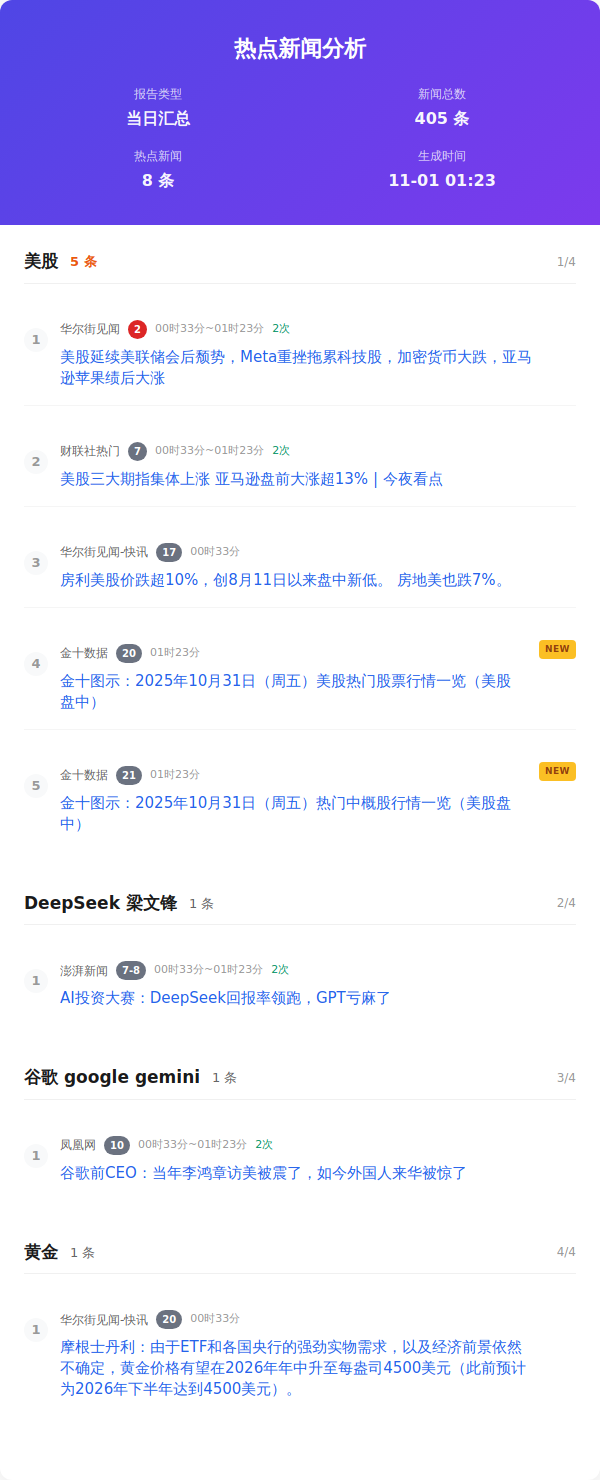 热点新闻分析
报告类型
当日汇总
新闻总数
405 条
热点新闻
8 条
生成时间
11-01 01:23
美股 5 条 1/4
1
华尔街见闻 2 00时33分~01时23分 2次
美股延续美联储会后颓势，Meta重挫拖累科技股，加密货币大跌，亚马
逊苹果绩后大涨
2
财联社热门 7 00时33分~01时23分 2次
美股三大期指集体上涨 亚马逊盘前大涨超13% | 今夜看点
3
华尔街见闻-快讯 17 00时33分
房利美股价跌超10%，创8月11日以来盘中新低。 房地美也跌7%。
4
金十数据 20 01时23分 NEW
金十图示：2025年10月31日（周五）美股热门股票行情一览（美股
盘中）
5
金十数据 21 01时23分 NEW
金十图示：2025年10月31日（周五）热门中概股行情一览（美股盘
中）
DeepSeek 梁文锋 1 条 2/4
1
澎湃新闻 7-8 00时33分~01时23分 2次
AI投资大赛：DeepSeek回报率领跑，GPT亏麻了
谷歌 google gemini 1 条 3/4
1
凤凰网 10 00时33分~01时23分 2次
谷歌前CEO：当年李鸿章访美被震了，如今外国人来华被惊了
黄金 1 条 4/4
1
华尔街见闻-快讯 20 00时33分
摩根士丹利：由于ETF和各国央行的强劲实物需求，以及经济前景依然
不确定，黄金价格有望在2026年年中升至每盎司4500美元（此前预计
为2026年下半年达到4500美元）。